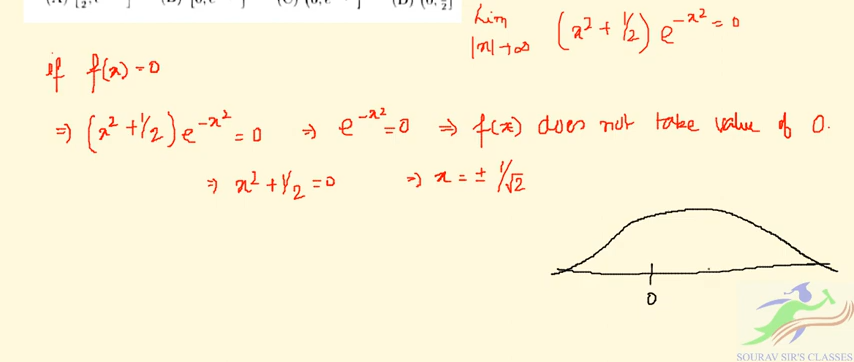 Lim (x² + 1/2) e^{-x²} = 0
|x| → ∞
if f(x) = 0
⇒ (x² + 1/2) e^{-x²} = 0 ⇒ e^{-x²} = 0 ⇒ f(x) does not take value of 0.
⇒ x² + 1/2 = 0 ⇒ x = ± 1/√2
0
SOURAV SIR'S CLASSES